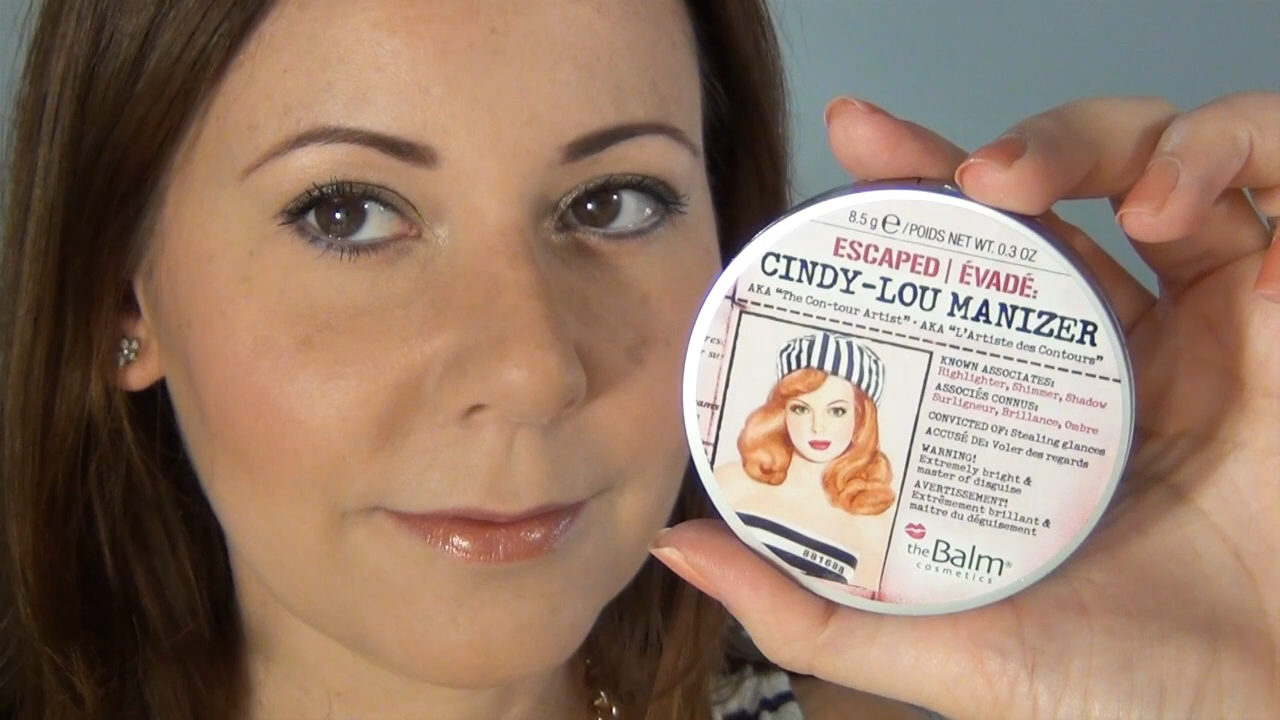 8.5 g e / POIDS NET WT. 0.3 OZ
ESCAPED | ÉVADÉ:
CINDY-LOU MANIZER
AKA "The Con-tour Artist" · AKA "L'Artiste des Contours"
KNOWN ASSOCIATES:
Highlighter, Shimmer, Shadow
ASSOCIÉS CONNUS:
Surligneur, Brillance, Ombre
CONVICTED OF: Stealing glances
ACCUSÉ DE: Voler des regards
WARNING!
Extremely bright &
master of disguise
AVERTISSEMENT!
Extrêmement brillant &
maître du déguisement
theBalm®
cosmetics